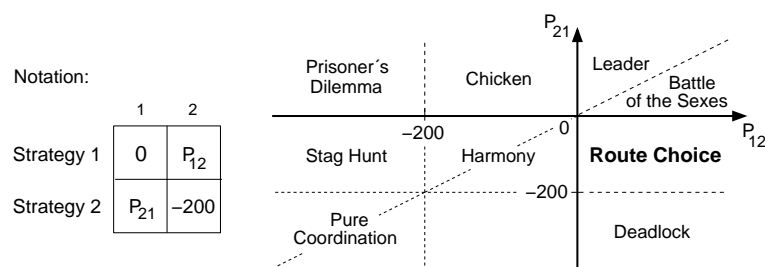 Notation:
1 2
Strategy 1 0 P12
Strategy 2 P21 −200
P21
Prisoner´s
Dilemma
Chicken
Leader
Battle
of the Sexes
−200
0
P12
Stag Hunt
Harmony
Route Choice
−200
Pure
Coordination
Deadlock